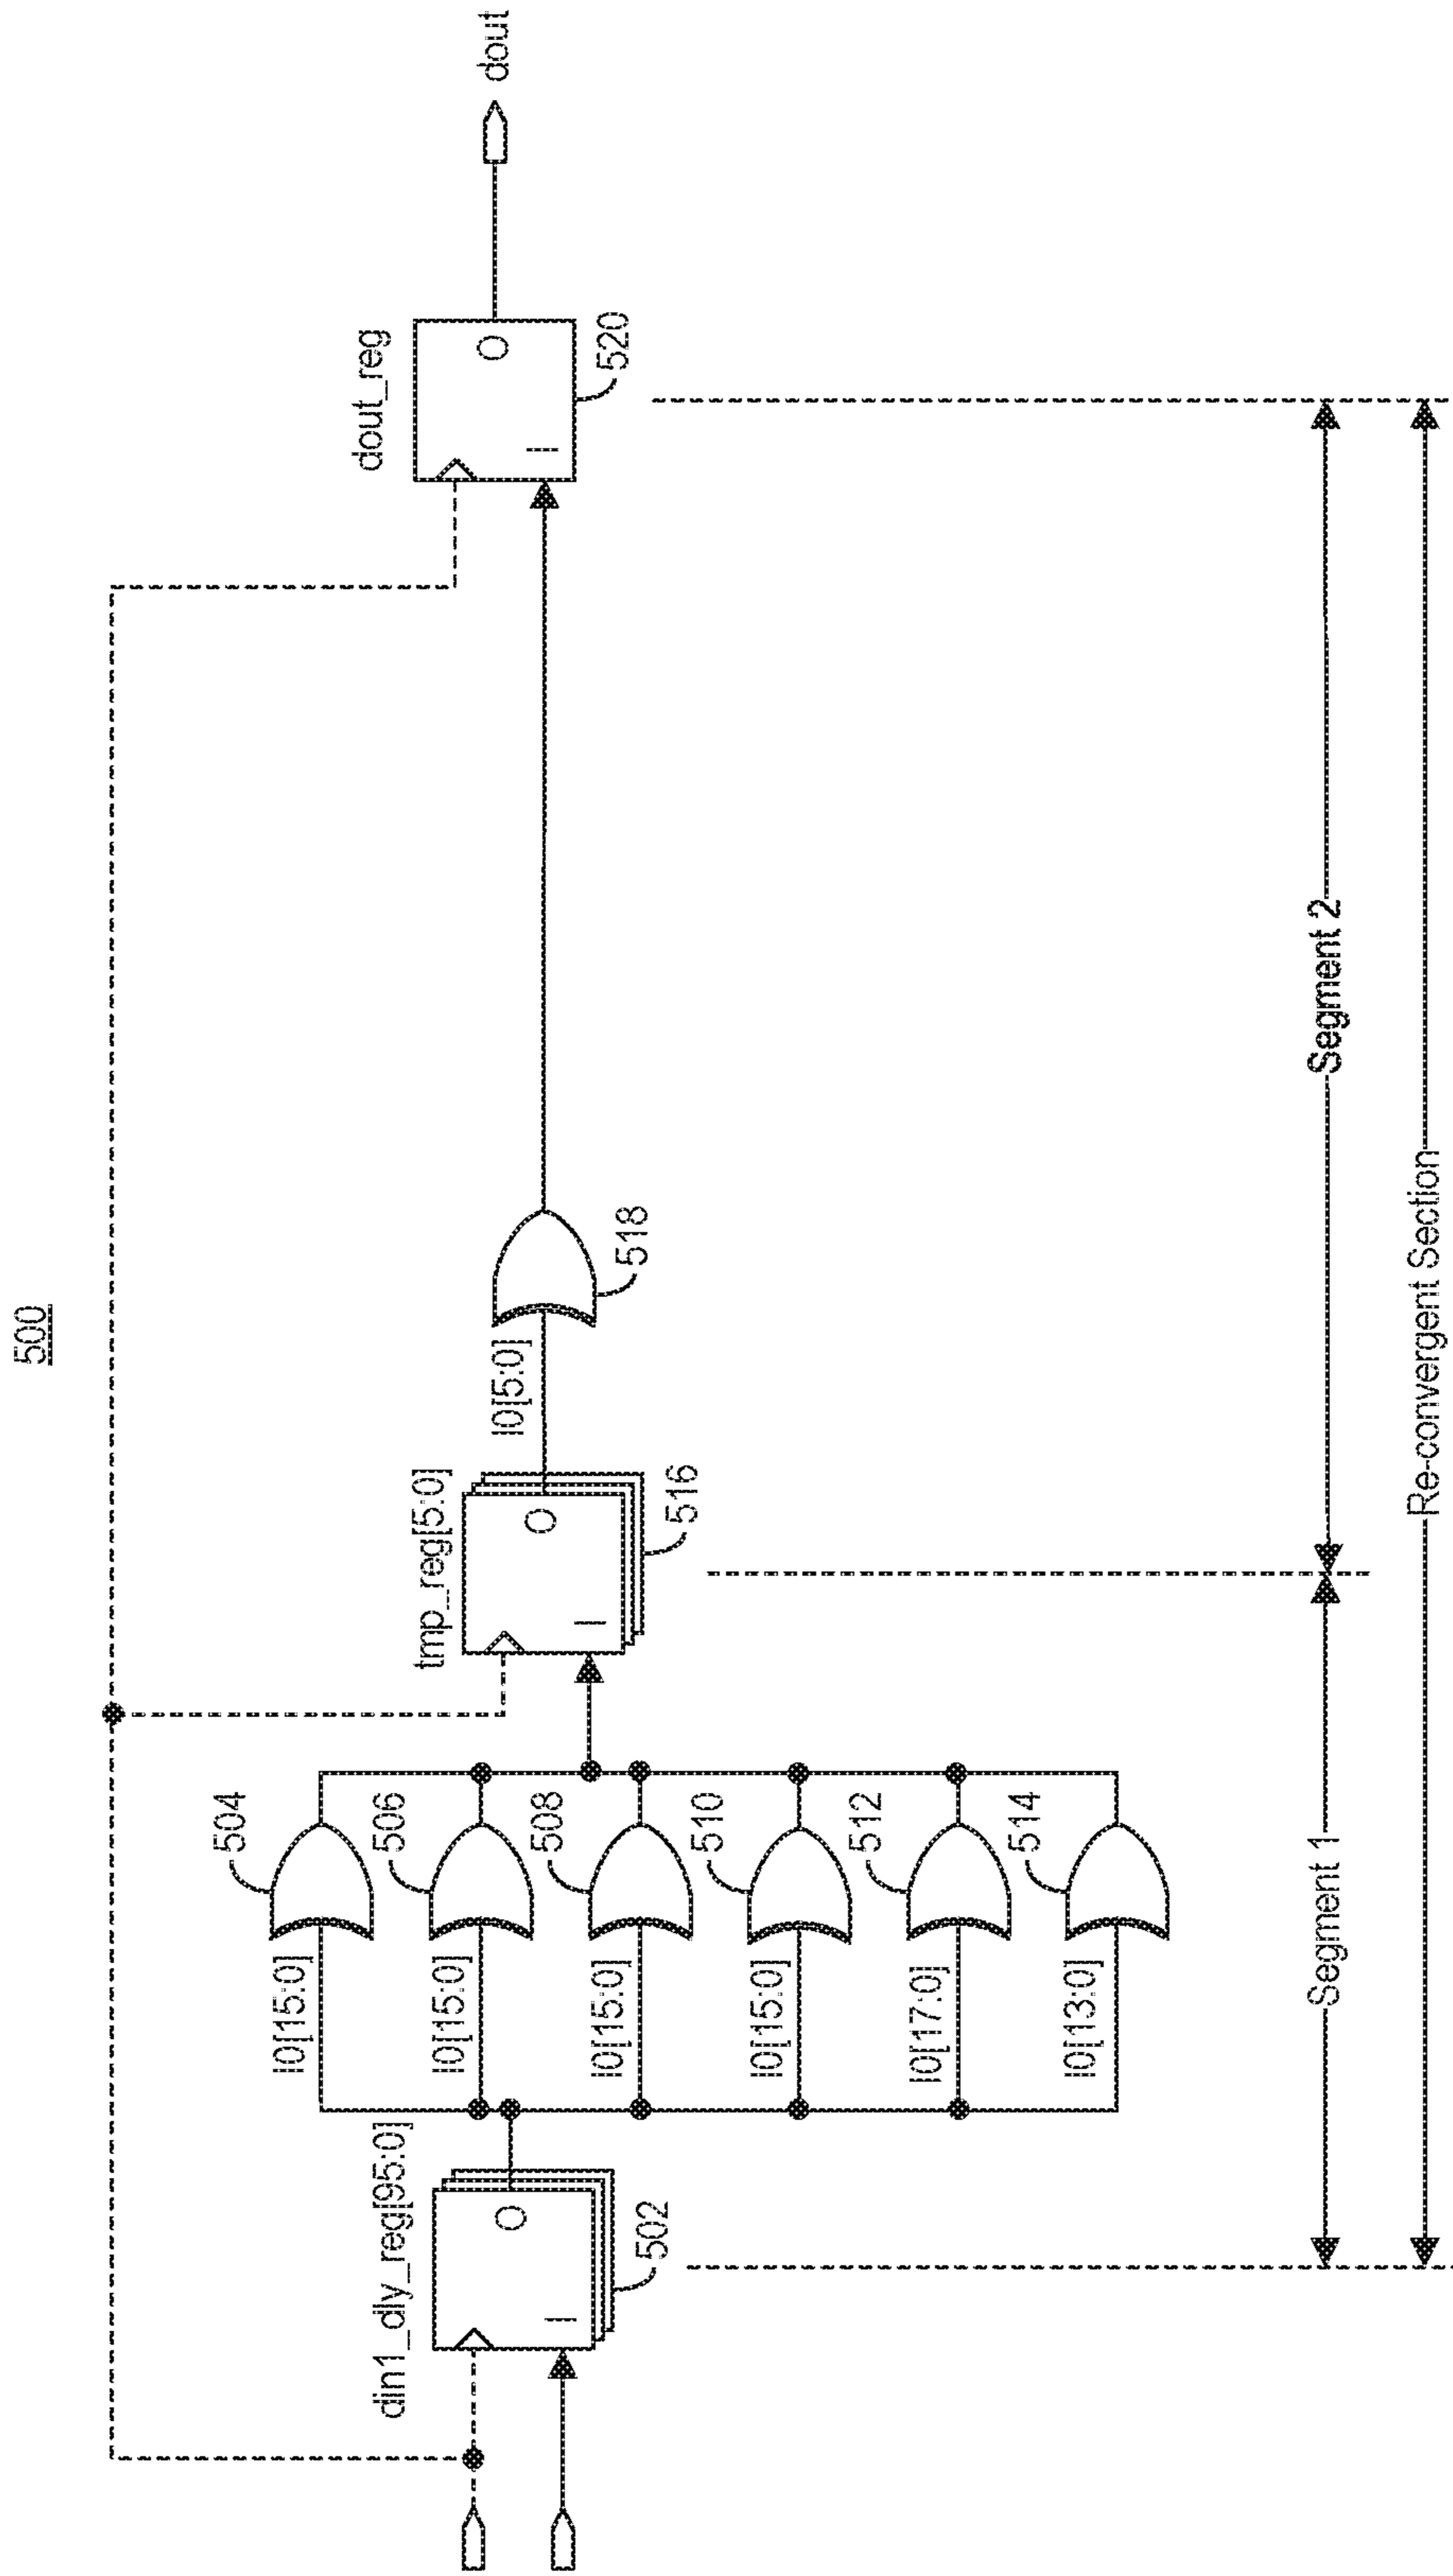 500
din1_dly_reg[95:0]
I
O
502
I0[15:0]
504
I0[15:0]
506
I0[15:0]
508
I0[15:0]
510
I0[17:0]
512
I0[13:0]
514
tmp_reg[5:0]
I
O
516
I0[5:0]
518
dout_reg
I
O
520
dout
Segment 1
Segment 2
Re-convergent Section